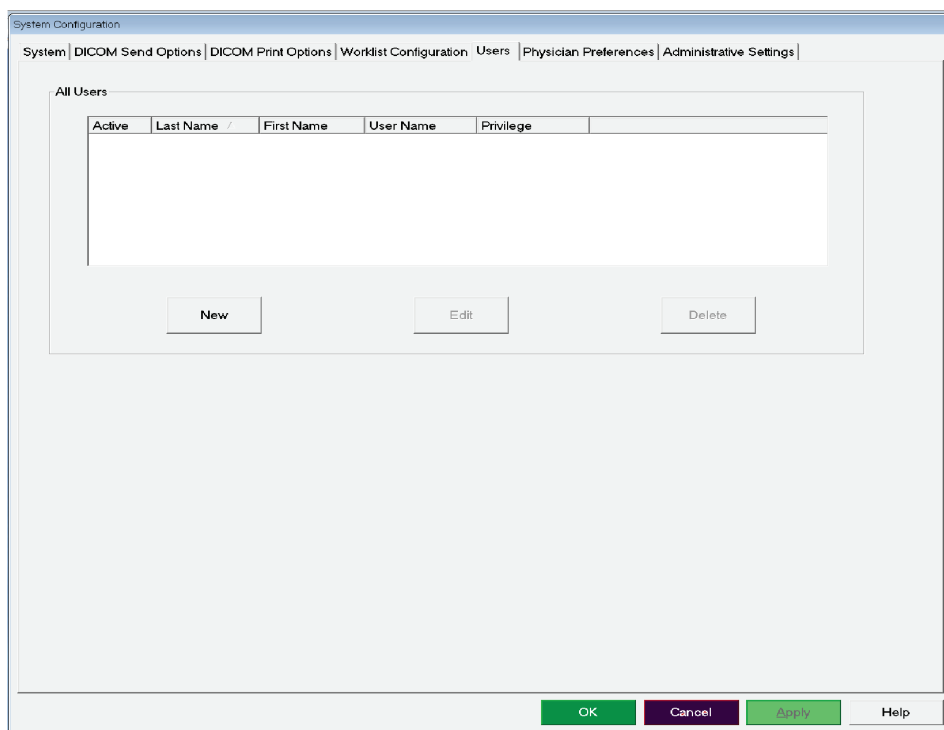 System Configuration
System DICOM Send Options DICOM Print Options Worklist Configuration Users Physician Preferences Administrative Settings
All Users
Active Last Name / First Name User Name Privilege
New Edit Delete
OK Cancel Apply Help